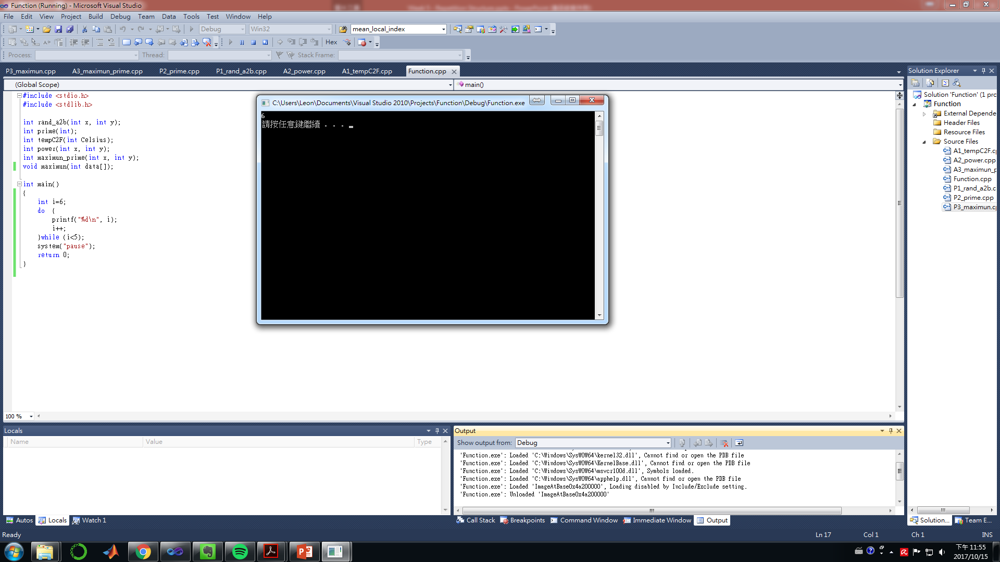 Function (Running) - Microsoft Visual Studio
File Edit View Project Build Debug Team Data Tools Test Window Help
Debug Win32 mean_local_index
Hex
Process: Thread: Stack Frame:
P3_maximun.cpp A3_maximun_prime.cpp P2_prime.cpp P1_rand_a2b.cpp A2_power.cpp A1_tempC2F.cpp Function.cpp
(Global Scope) main()
#include <stdio.h>
#include <stdlib.h>
int rand_a2b(int x, int y);
int prime(int);
int tempC2F(int Celsius);
int power(int x, int y);
int maximun_prime(int x, int y);
void maximun(int data[]);
int main()
{
int i=6;
do {
printf("%d\n", i);
i++;
}while (i<5);
system("pause");
return 0;
}
C:\Users\Leon\Documents\Visual Studio 2010\Projects\Function\Debug\Function.exe
6
請按任意鍵繼續 . . .
Solution Explorer
Solution 'Function' (1 pro
Function
External Depende
Header Files
Resource Files
Source Files
A1_tempC2F.cp
A2_power.cpp
A3_maximun_p
Function.cpp
P1_rand_a2b.c
P2_prime.cpp
P3_maximun.cp
100 %
Locals
Name Value Type
Output
Show output from: Debug
'Function.exe': Loaded 'C:\Windows\SysWOW64\kernel32.dll', Cannot find or open the PDB file
'Function.exe': Loaded 'C:\Windows\SysWOW64\KernelBase.dll', Cannot find or open the PDB file
'Function.exe': Loaded 'C:\Windows\SysWOW64\msvcr100d.dll', Symbols loaded.
'Function.exe': Loaded 'C:\Windows\SysWOW64\apphelp.dll', Cannot find or open the PDB file
'Function.exe': Loaded 'ImageAtBase0x4a200000', Loading disabled by Include/Exclude setting.
'Function.exe': Unloaded 'ImageAtBase0x4a200000'
Autos Locals Watch 1
Call Stack Breakpoints Command Window Immediate Window Output
Solution... Team E...
Ready Ln 17 Col 1 Ch 1 INS
下午 11:55
2017/10/15